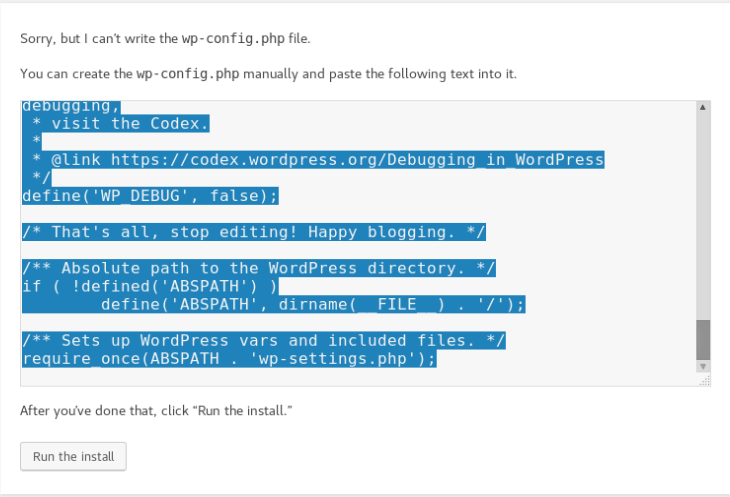 Sorry, but I can't write the wp-config.php file.
You can create the wp-config.php manually and paste the following text into it.
debugging,
 * visit the Codex.
 *
 * @link https://codex.wordpress.org/Debugging_in_WordPress
 */
define('WP_DEBUG', false);
/* That's all, stop editing! Happy blogging. */
/** Absolute path to the WordPress directory. */
if ( !defined('ABSPATH') )
        define('ABSPATH', dirname(__FILE__) . '/');
/** Sets up WordPress vars and included files. */
require_once(ABSPATH . 'wp-settings.php');
After you've done that, click “Run the install.”
Run the install